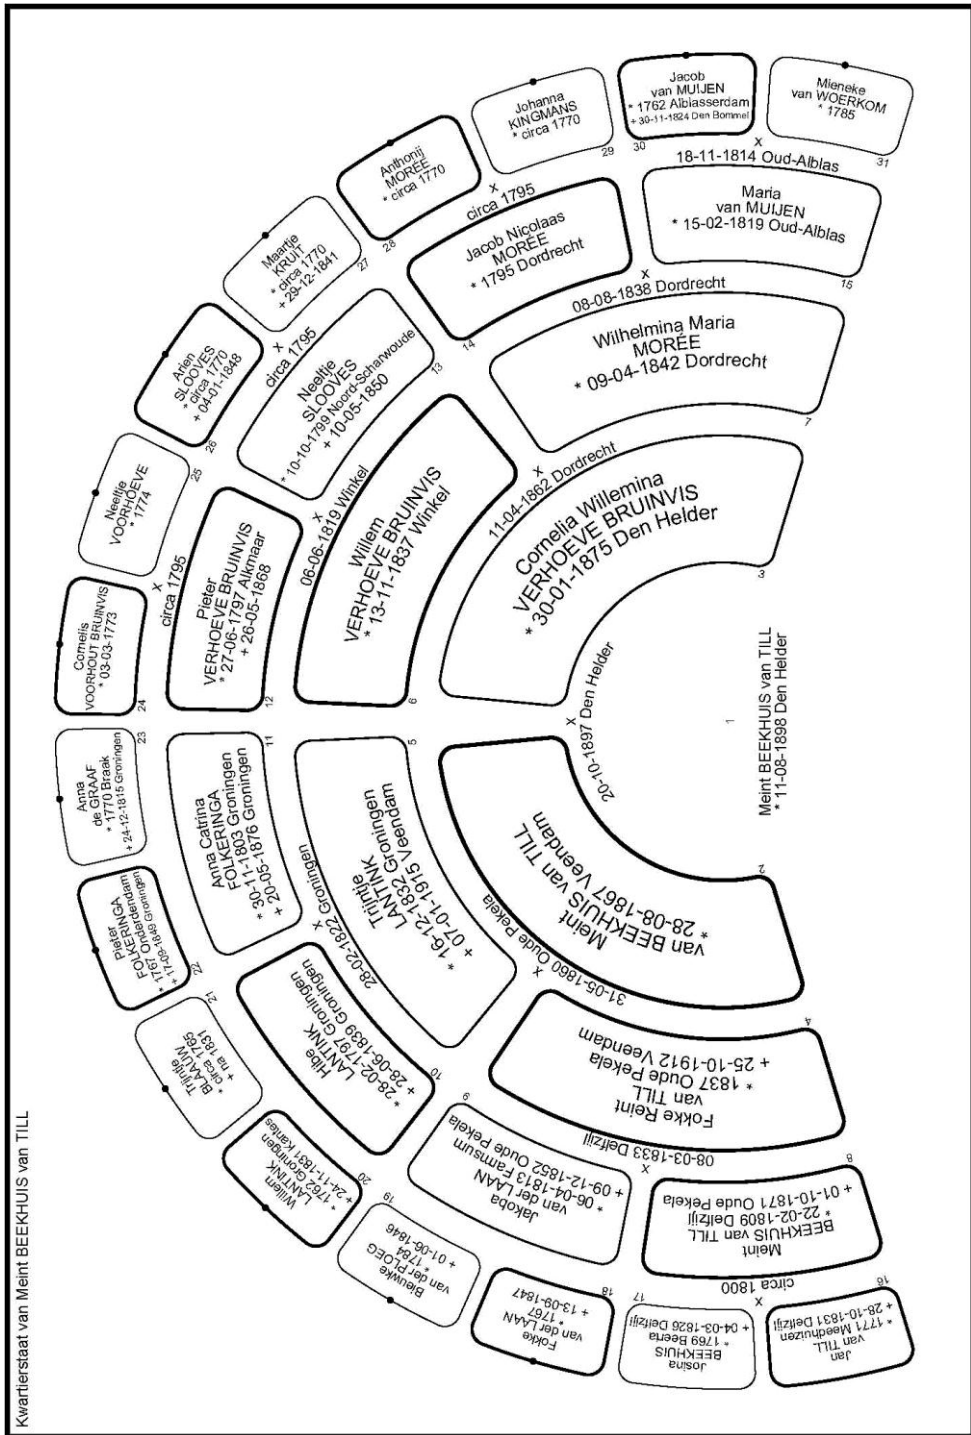 Kwartierstaat van Meint BEEKHUIS van TILL
Meint BEEKHUIS van TILL
* 11-08-1898 Den Helder
1
20-10-1897 Den Helder
X
Meint
van BEEKHUIS van TILL
* 28-08-1867 Veendam
2
Cornelia Willemina
VERHOEVE BRUINVIS
* 30-01-1875 Den Helder
3
31-05-1860 Oude Pekela
X
11-04-1862 Dordrecht
X
Fokke Reint
van TILL
* 1837 Oude Pekela
+ 25-10-1912 Veendam
4
Trijntje
LANTINK
* 16-12-1832 Groningen
+ 07-01-1915 Veendam
5
Willem
VERHOEVE BRUINVIS
* 13-11-1837 Winkel
6
Wilhelmina Maria
MORÉE
* 09-04-1842 Dordrecht
7
08-03-1833 Delfzijl
X
28-02-1822 Groningen
X
06-06-1819 Winkel
X
08-08-1838 Dordrecht
X
Meint
BEEKHUIS van TILL
* 22-02-1809 Delfzijl
+ 01-10-1871 Oude Pekela
8
Jakoba
van der LAAN
* 06-04-1813 Farmsum
+ 09-12-1852 Oude Pekela
9
Hibe
LANTINK
* 28-02-1797 Groningen
+ 28-06-1839 Groningen
10
Anna Catrina
FOLKERINGA
* 30-11-1803 Groningen
+ 20-05-1876 Groningen
11
Pieter
VERHOEVE BRUINVIS
* 27-06-1797 Alkmaar
+ 26-05-1868
12
Neeltje
SLOOVES
* 10-10-1799 Noord-Scharwoude
+ 10-05-1850
13
Jacob Nicolaas
MORÉE
* 1795 Dordrecht
14
Maria
van MUIJEN
* 15-02-1819 Oud-Alblas
15
circa 1800
X
circa 1795
X
circa 1795
X
circa 1795
X
18-11-1814 Oud-Alblas
X
Jan
van TILL
* 1771 Meedhuizen
+ 28-10-1831 Delfzijl
16
Josina
BEEKHUIS
* 1769 Beerta
+ 04-03-1826 Delfzijl
17
Fokke
van der LAAN
* 1767
+ 13-09-1847
18
Bieuwke
van der PLOEG
* 1784
+ 01-06-1846
19
Willem
LANTINK
* 1762 Groningen
* 24-11-1831 Kantes
20
Trijntje
BLAAUW
* circa 1765
+ na 1831
21
Pieter
FOLKERINGA
* 1767 Onderdendam
+ 17-09-1849 Groningen
22
Anna
de GRAAF
* 1770 Braak
+ 24-12-1815 Groningen
23
Cornelis
VOORHOUT BRUINVIS
* 03-03-1773
24
Neeltje
VOORHOEVE
* 1774
25
Arien
SLOOVES
* circa 1770
+ 04-01-1848
26
Maartje
KRUIT
* circa 1770
+ 29-12-1841
27
Anthonij
MORÉE
* circa 1770
28
Johanna
KINGMANS
* circa 1770
29
Jacob
van MUIJEN
* 1762 Alblasserdam
+ 30-11-1824 Den Bommel
30
Mieneke
van WOERKOM
* 1785
31